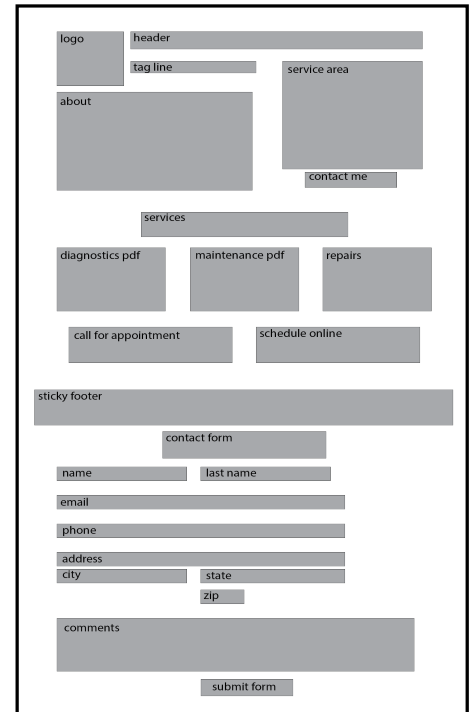 logo
header
tag line
service area
about
contact me
services
diagnostics pdf
maintenance pdf
repairs
call for appointment
schedule online
sticky footer
contact form
name
last name
email
phone
address
city
state
zip
comments
submit form